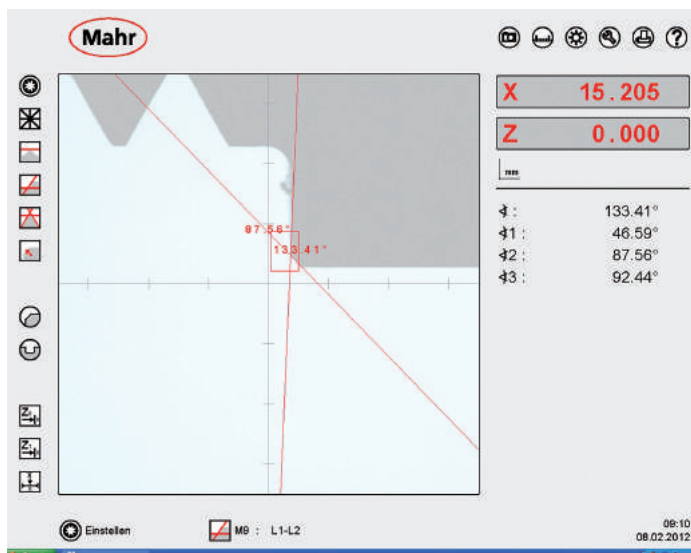 Mahr
X 15.205
Z 0.000
mm
87.56°
133.41°
∢ : 133.41°
∢1 : 46.59°
∢2 : 87.56°
∢3 : 92.44°
Z
Z
Einstellen
M9 : L1-L2
09:10
08.02.2012